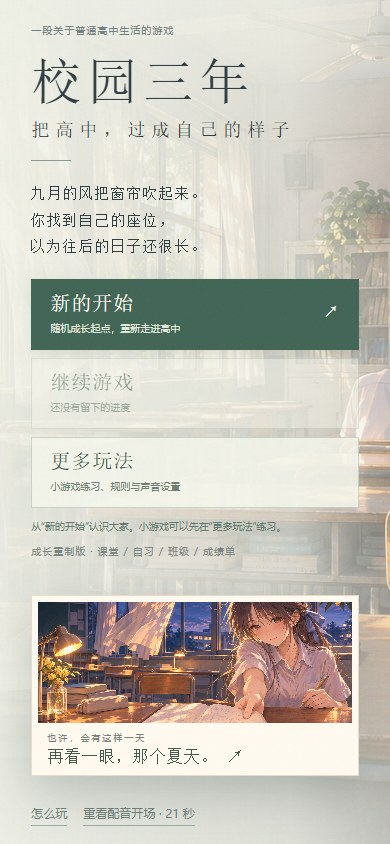 一段关于普通高中生活的游戏
校园三年
把高中，过成自己的样子
九月的风把窗帘吹起来。
你找到自己的座位，
以为往后的日子还很长。
新的开始
随机成长起点，重新走进高中
↗
继续游戏
还没有留下的进度
更多玩法
小游戏练习、规则与声音设置
从“新的开始”认识大家。小游戏可以先在“更多玩法”练习。
成长重制版 · 课堂 / 自习 / 班级 / 成绩单
也许，会有这样一天
再看一眼，那个夏天。 ↗
怎么玩 重看配音开场 · 21 秒